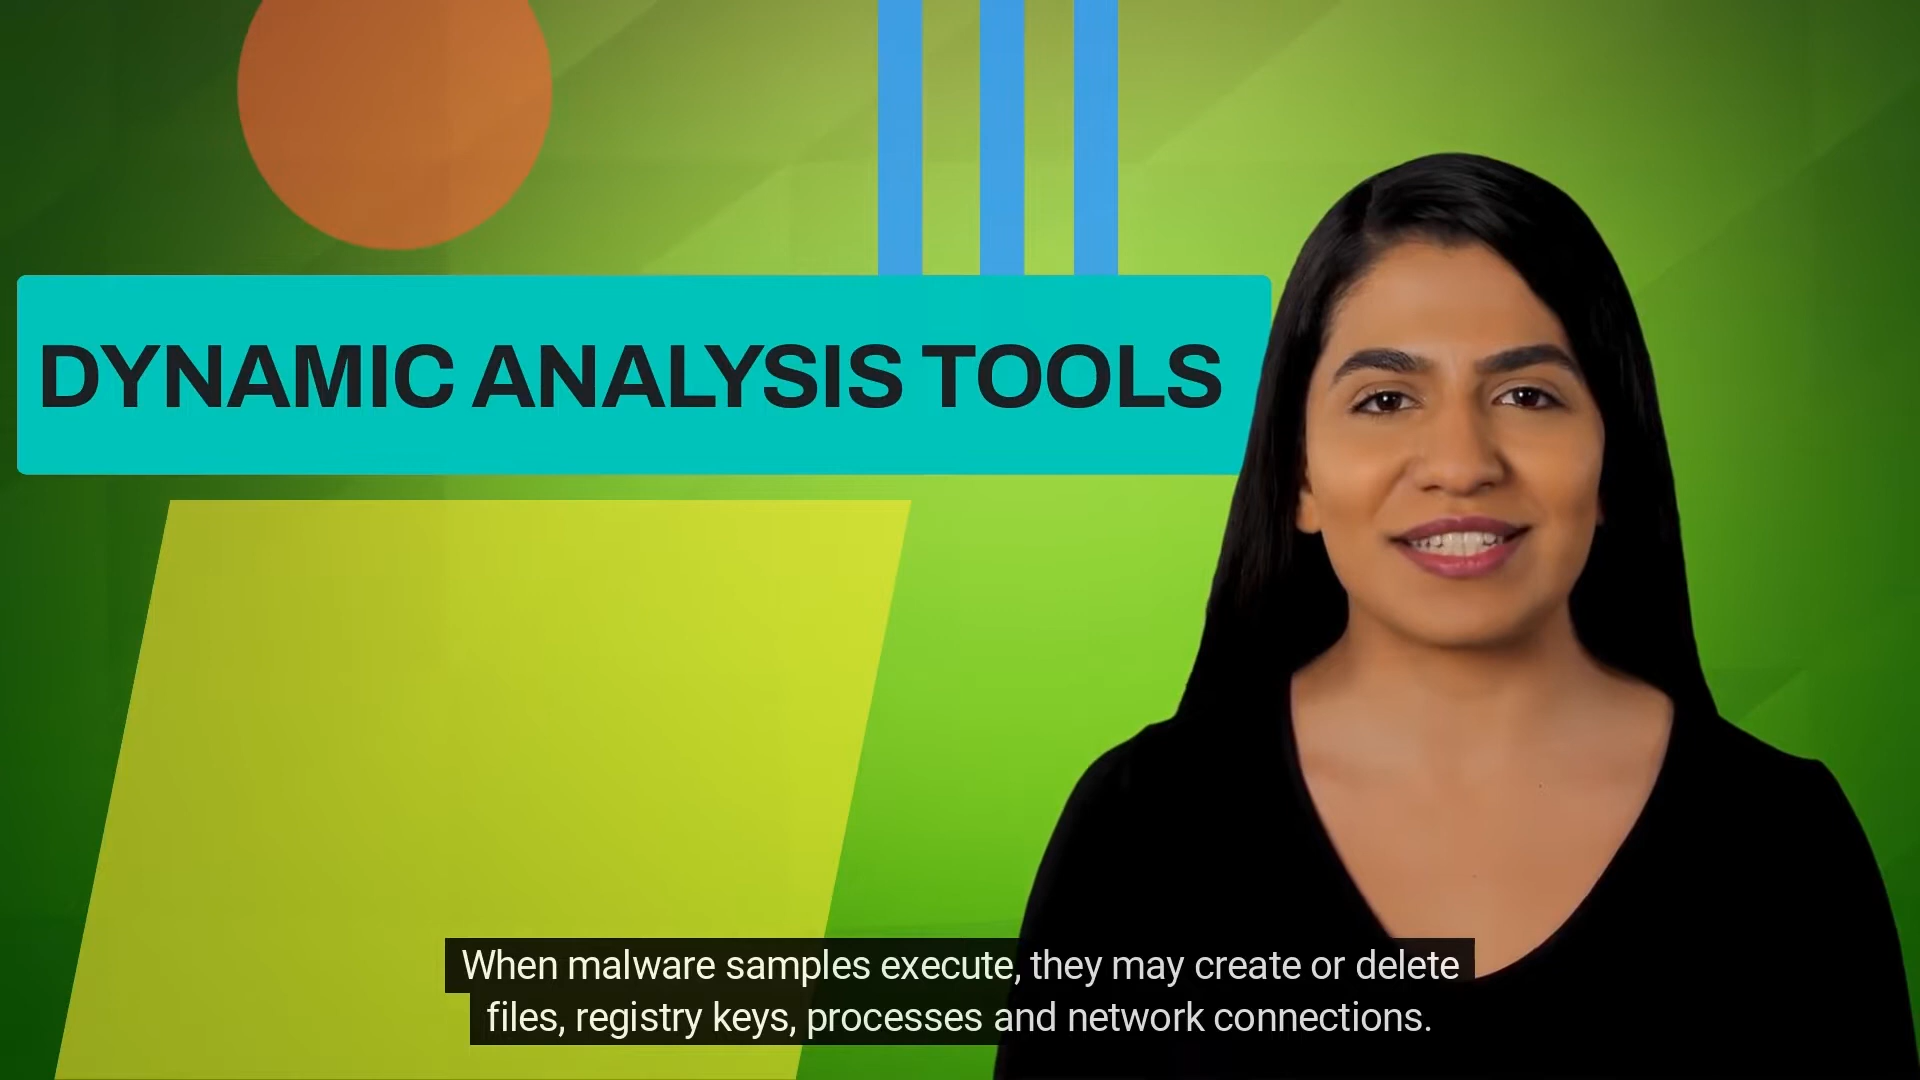 DYNAMIC ANALYSIS TOOLS
When malware samples execute, they may create or delete
files, registry keys, processes and network connections.